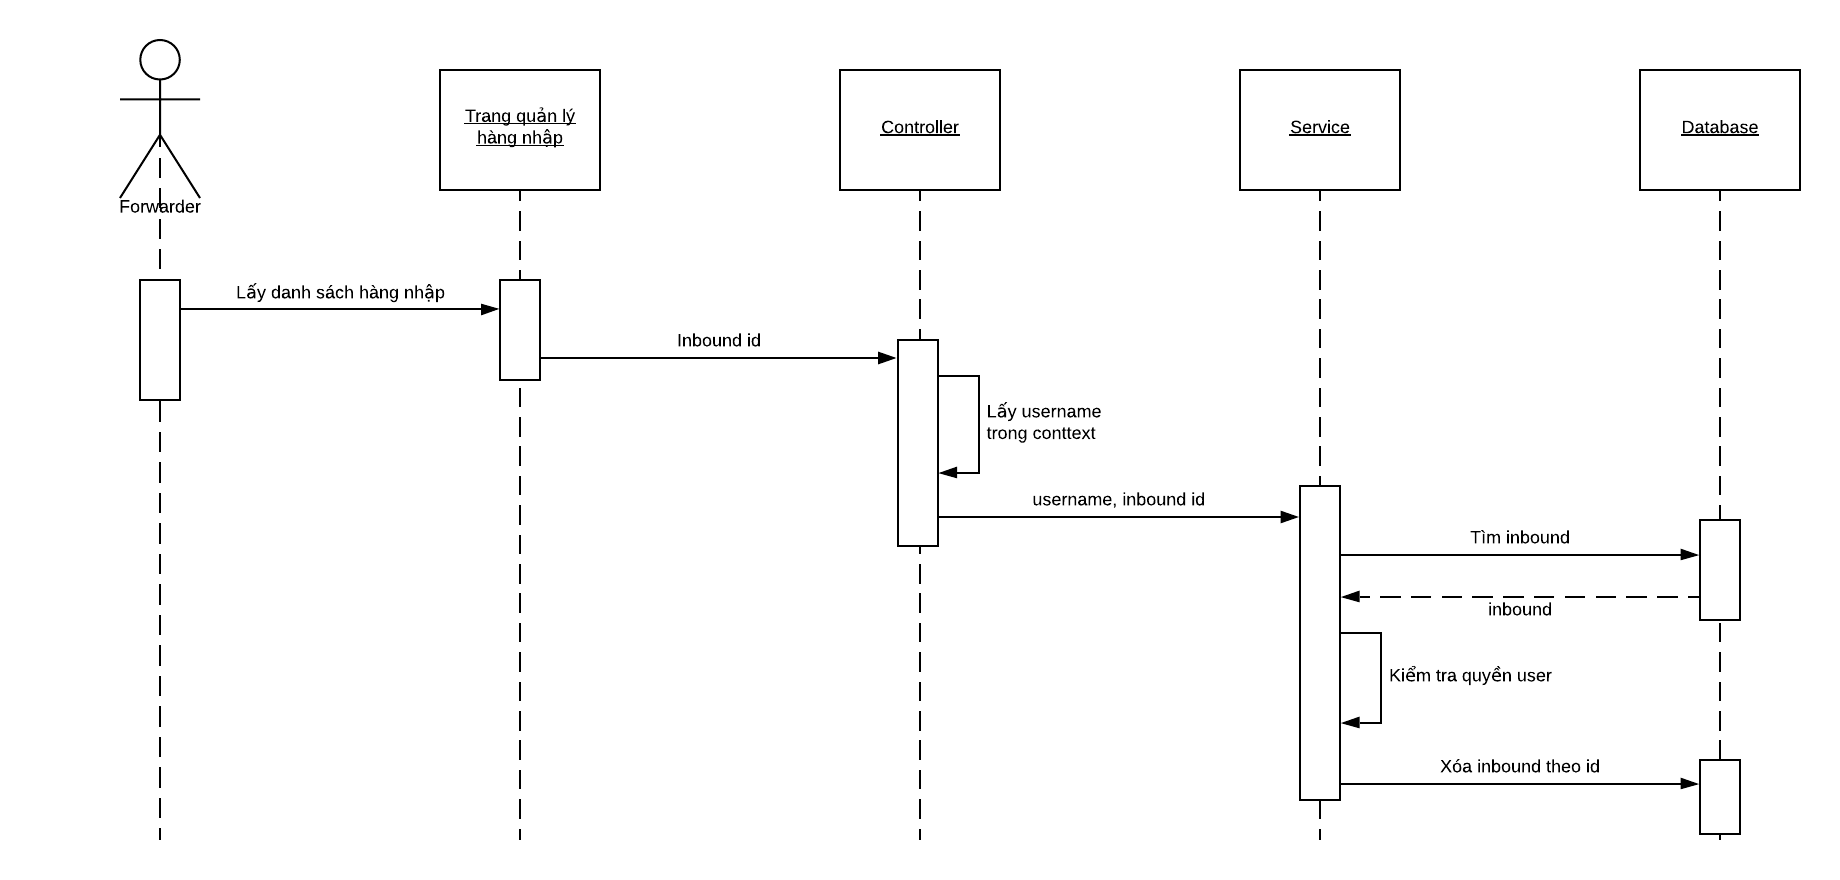 Trang quản lý
hàng nhập
Controller
Service
Database
Forwarder
Lấy danh sách hàng nhập
Inbound id
Lấy username
trong conttext
username, inbound id
Tìm inbound
inbound
Kiểm tra quyền user
Xóa inbound theo id